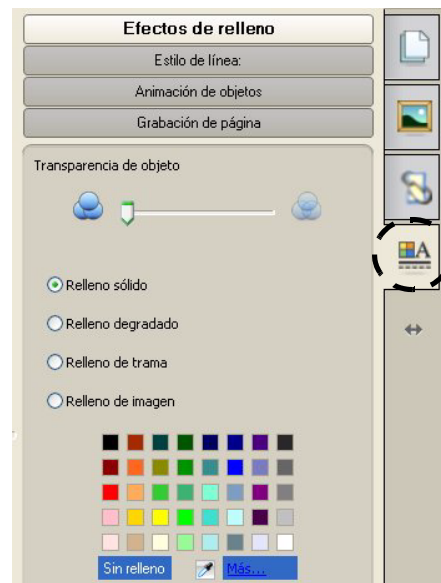 Efectos de relleno
Estilo de línea:
Animación de objetos
Grabación de página
Transparencia de objeto
Relleno sólido
Relleno degradado
Relleno de trama
Relleno de imagen
Sin relleno Más...
A